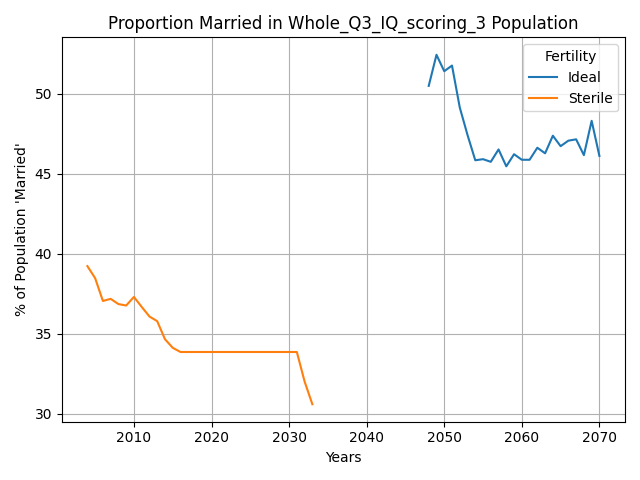 Proportion Married in Whole_Q3_IQ_scoring_3 Population
Fertility
Ideal
Sterile
% of Population 'Married'
50
45
40
35
30
2010 2020 2030 2040 2050 2060 2070
Years